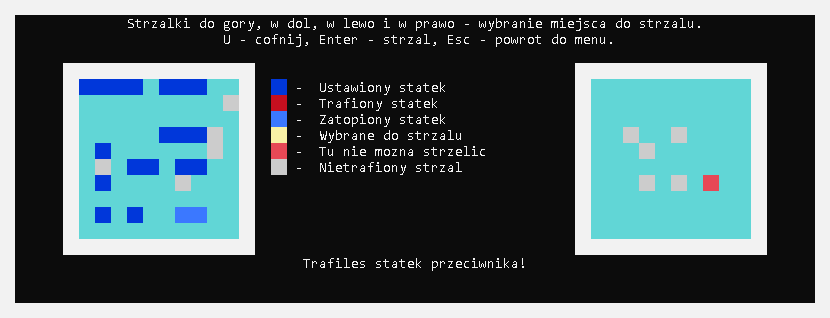 Strzalki do gory, w dol, w lewo i w prawo - wybranie miejsca do strzalu.
U - cofnij, Enter - strzal, Esc - powrot do menu.
- Ustawiony statek
- Trafiony statek
- Zatopiony statek
- Wybrane do strzalu
- Tu nie mozna strzelic
- Nietrafiony strzal
Trafiles statek przeciwnika!